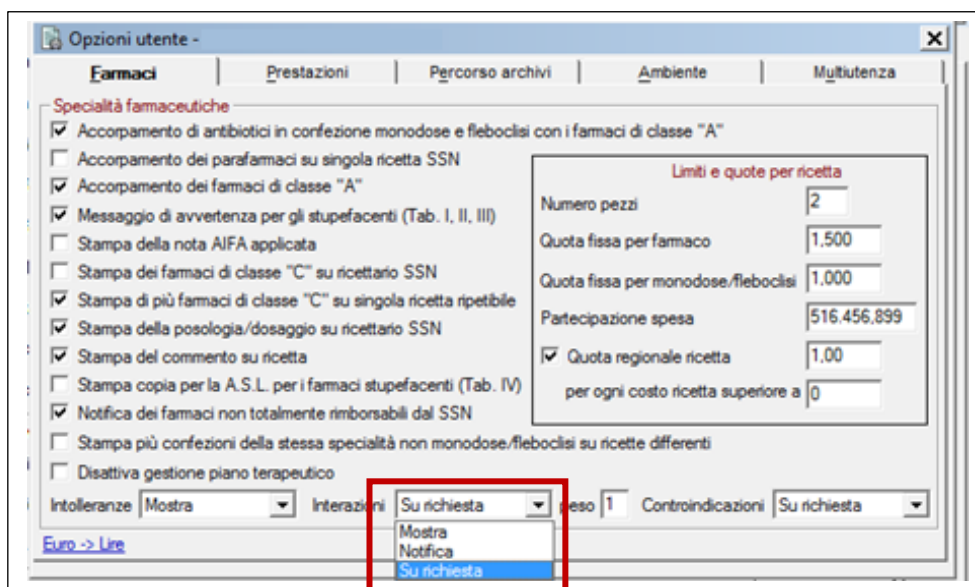 Opzioni utente -
Farmaci Prestazioni Percorso archivi Ambiente Multiutenza
Specialità farmaceutiche
Accorpamento di antibiotici in confezione monodose e fleboclisi con i farmaci di classe "A"
Accorpamento dei parafarmaci su singola ricetta SSN
Accorpamento dei farmaci di classe "A"
Messaggio di avvertenza per gli stupefacenti (Tab. I, II, III)
Stampa della nota AIFA applicata
Stampa dei farmaci di classe "C" su ricettario SSN
Stampa di più farmaci di classe "C" su singola ricetta ripetibile
Stampa della posologia/dosaggio su ricettario SSN
Stampa del commento su ricetta
Stampa copia per la A.S.L. per i farmaci stupefacenti (Tab. IV)
Notifica dei farmaci non totalmente rimborsabili dal SSN
Stampa più confezioni della stessa specialità non monodose/fleboclisi su ricette differenti
Disattiva gestione piano terapeutico
Limiti e quote per ricetta
Numero pezzi 2
Quota fissa per farmaco 1,500
Quota fissa per monodose/fleboclisi 1,000
Partecipazione spesa 516.456,899
Quota regionale ricetta 1,00
per ogni costo ricetta superiore a 0
Intolleranze Mostra Interazioni Su richiesta peso 1 Controindicazioni Su richiesta
Mostra
Notifica
Su richiesta
Euro -> Lire